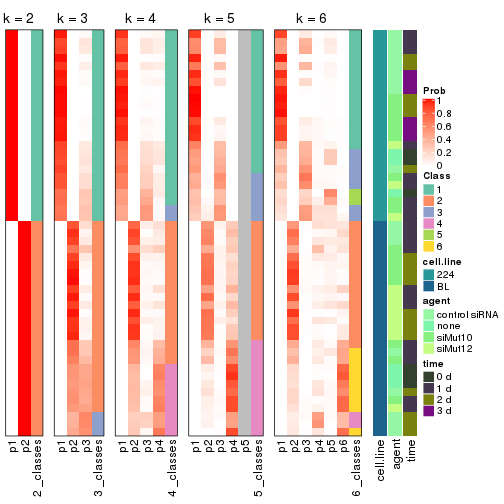 k = 2 k = 3 k = 4 k = 5 k = 6
Prob
1
0.8
0.6
0.4
0.2
0
Class
1
2
3
4
5
6
cell.line
224
BL
agent
control siRNA
none
siMut10
siMut12
time
0 d
1 d
2 d
3 d
p1 p2 2_classes p1 p2 p3 3_classes p1 p2 p3 p4 4_classes p1 p2 p3 p4 p5 5_classes p1 p2 p3 p4 p5 p6 6_classes cell.line agent time